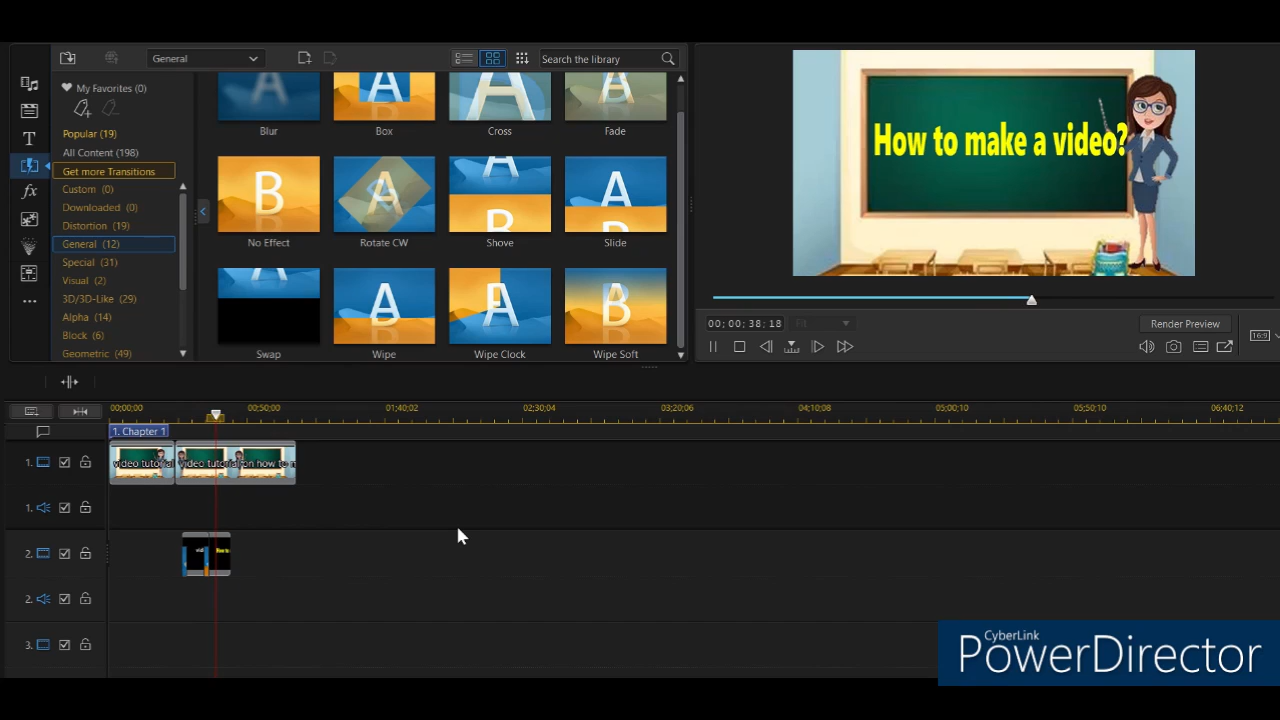 General
Search the library
My Favorites (0)
Popular (19)
All Content (198)
Get more Transitions
Custom (0)
Downloaded (0)
Distortion (19)
General (12)
Special (31)
Visual (2)
3D/3D-Like (29)
Alpha (14)
Block (6)
Geometric (49)
A A A A
Blur Box Cross Fade
B A A B A
No Effect Rotate CW Shove Slide
A A A B
Swap Wipe Wipe Clock Wipe Soft
How to make a video?
00; 00; 38; 18 Fit Render Preview
16:9
00;00;00 00;50;00 01;40;02 02;30;04 03;20;06 04;10;08 05;00;10 05;50;10 06;40;12
1. Chapter 1
1. video tutorial video tutorial on how to m
1.
2.
2.
3.
CyberLink
PowerDirector